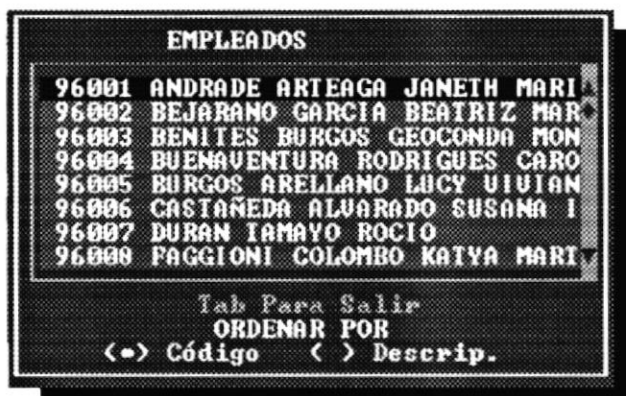 EMPLEADOS
96001 ANDRADE ARTEAGA JANETH MARI
96002 BEJARANO GARCIA BEATRIZ MAR
96003 BENITES BURGOS GEOCONDA MON
96004 BUENAVENTURA RODRIGUES CARO
96005 BURGOS ARELLANO LUCY VIVIAN
96006 CASTAÑEDA ALVARADO SUSANA I
96007 DURAN TAMAYO ROCIO
96008 FAGGIONI COLOMBO KATYA MARI
Tab Para Salir
ORDENAR POR
(•) Código ( ) Descrip.